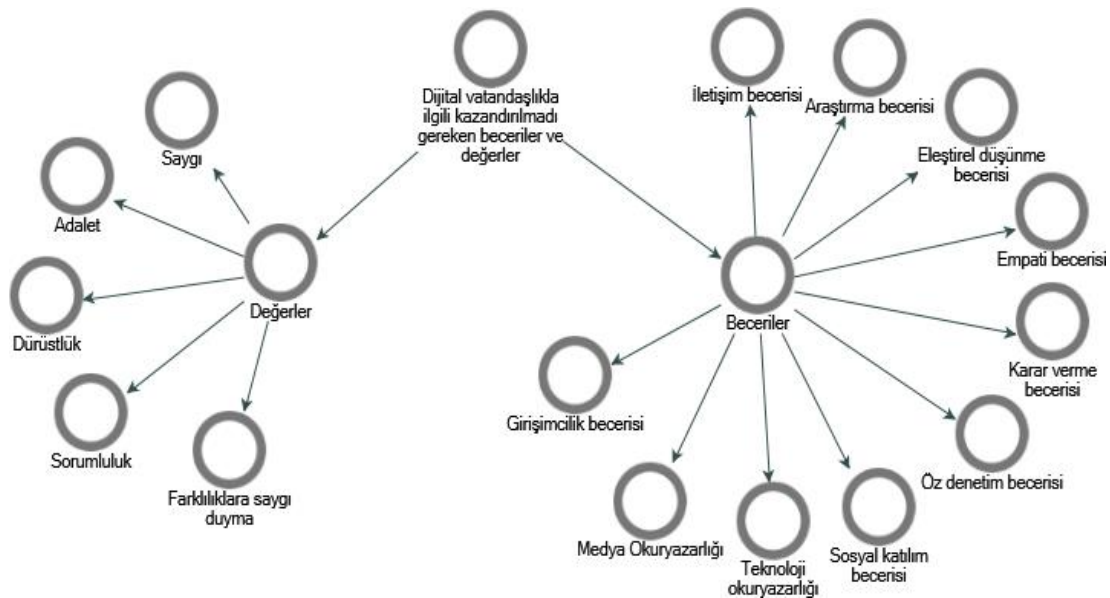 Dijital vatandaşlıkla
ilgili kazandırılmadı
gereken beceriler ve
değerler
Saygı
Adalet
Dürüstlük
Sorumluluk
Farklılıklara saygı
duyma
Değerler
İletişim becerisi
Araştırma becerisi
Eleştirel düşünme
becerisi
Empati becerisi
Karar verme
becerisi
Öz denetim becerisi
Sosyal katılım
becerisi
Teknoloji
okuryazarlığı
Medya Okuryazarlığı
Girişimcilik becerisi
Beceriler